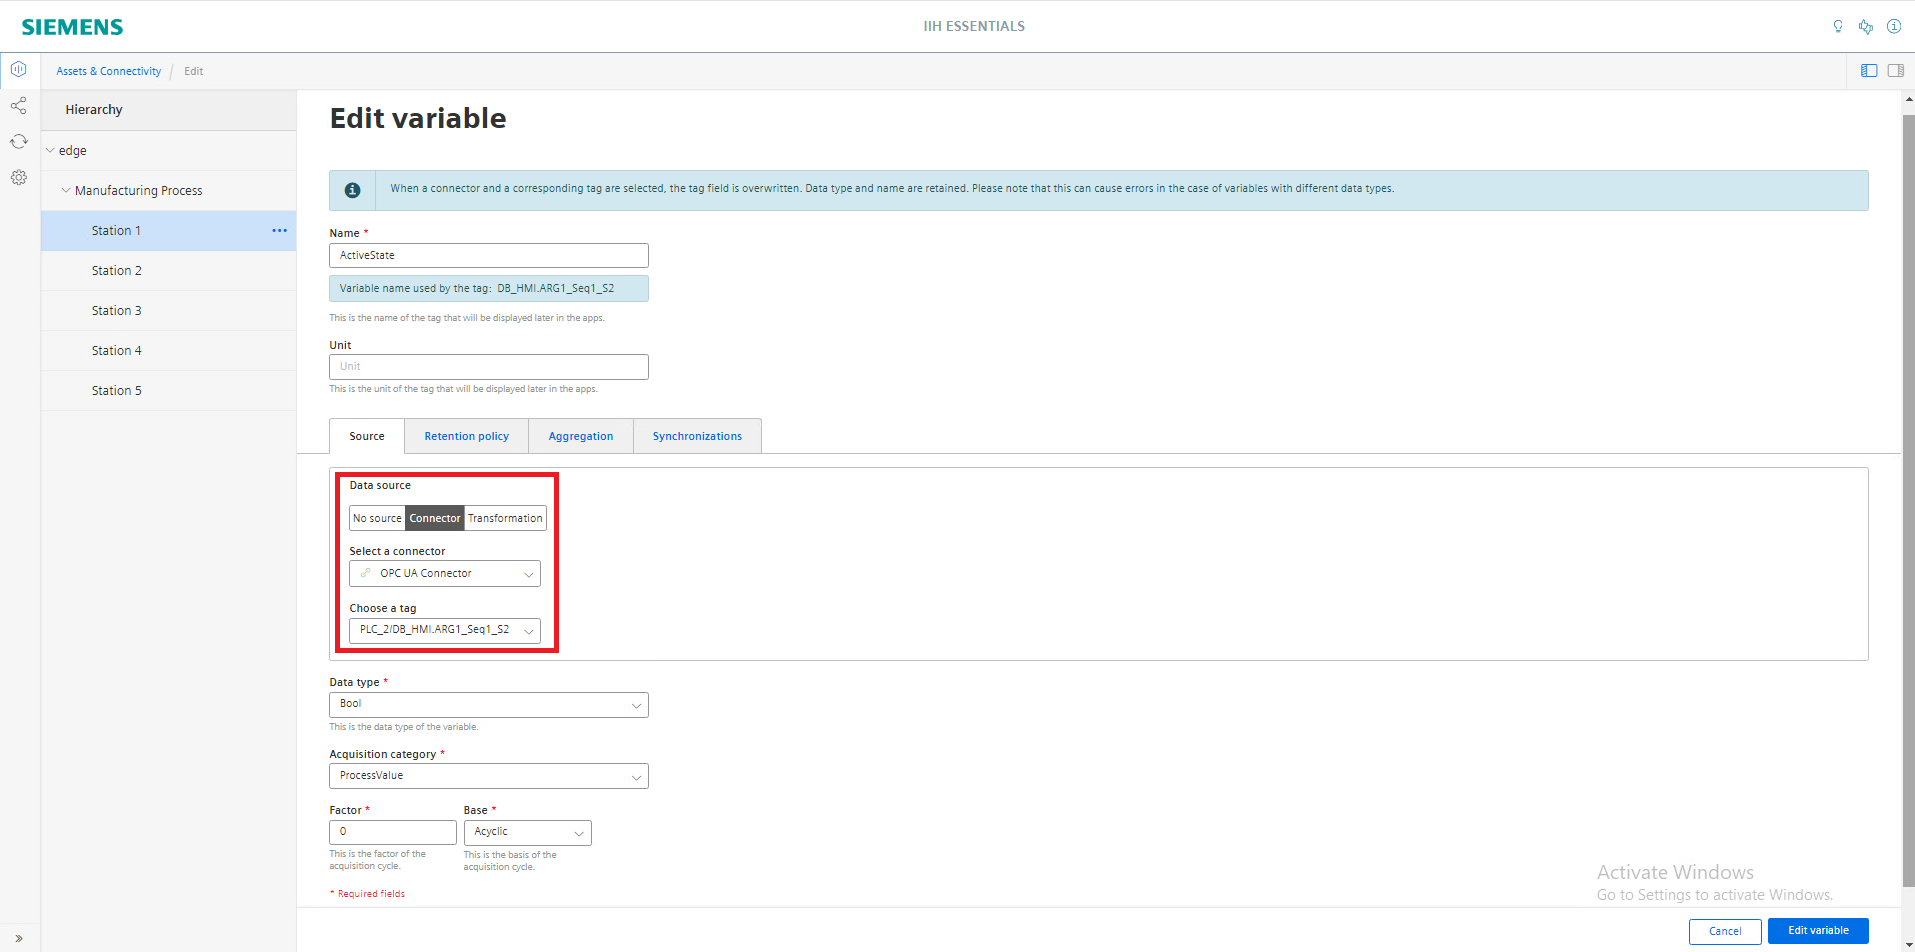 SIEMENS
IIH ESSENTIALS
Assets & Connectivity / Edit
Hierarchy
edge
Manufacturing Process
Station 1
Station 2
Station 3
Station 4
Station 5
Edit variable
When a connector and a corresponding tag are selected, the tag field is overwritten. Data type and name are retained. Please note that this can cause errors in the case of variables with different data types.
Name *
ActiveState
Variable name used by the tag: DB_HMI.ARG1_Seq1_S2
This is the name of the tag that will be displayed later in the apps.
Unit
Unit
This is the unit of the tag that will be displayed later in the apps.
Source Retention policy Aggregation Synchronizations
Data source
No source Connector Transformation
Select a connector
OPC UA Connector
Choose a tag
PLC_2/DB_HMI.ARG1_Seq1_S2
Data type *
Bool
This is the data type of the variable.
Acquisition category *
ProcessValue
Factor * Base *
0 Acyclic
This is the factor of the acquisition cycle.
This is the basis of the acquisition cycle.
* Required fields
Activate Windows
Go to Settings to activate Windows.
Cancel Edit variable